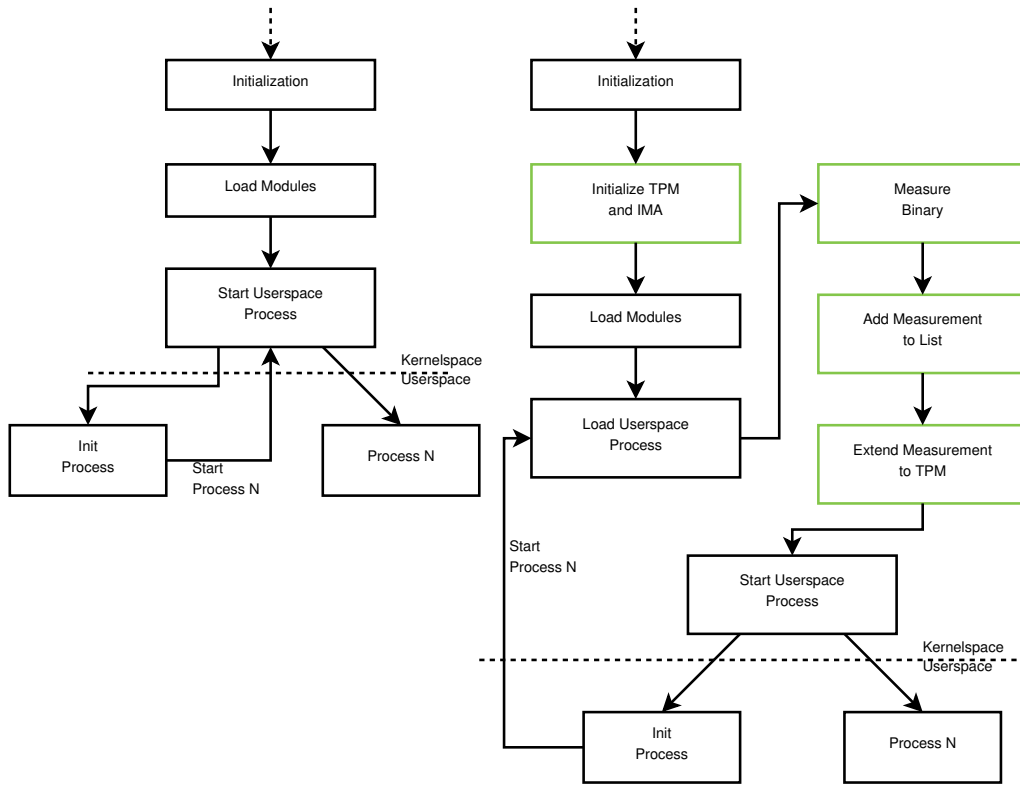 Initialization
Load Modules
Start Userspace
Process
Kernelspace
Userspace
Init
Process
Start
Process N
Process N
Initialization
Initialize TPM
and IMA
Load Modules
Load Userspace
Process
Measure
Binary
Add Measurement
to List
Extend Measurement
to TPM
Start
Process N
Start Userspace
Process
Kernelspace
Userspace
Init
Process
Process N